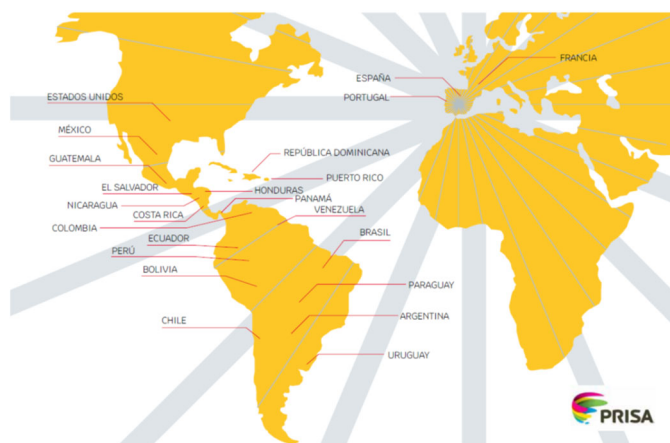 FRANCIA
ESPAÑA
PORTUGAL
ESTADOS UNIDOS
MÉXICO
REPÚBLICA DOMINICANA
GUATEMALA
PUERTO RICO
EL SALVADOR
HONDURAS
NICARAGUA
PANAMÁ
COSTA RICA
VENEZUELA
COLOMBIA
BRASIL
ECUADOR
PERÚ
BOLIVIA
PARAGUAY
ARGENTINA
CHILE
URUGUAY
PRISA